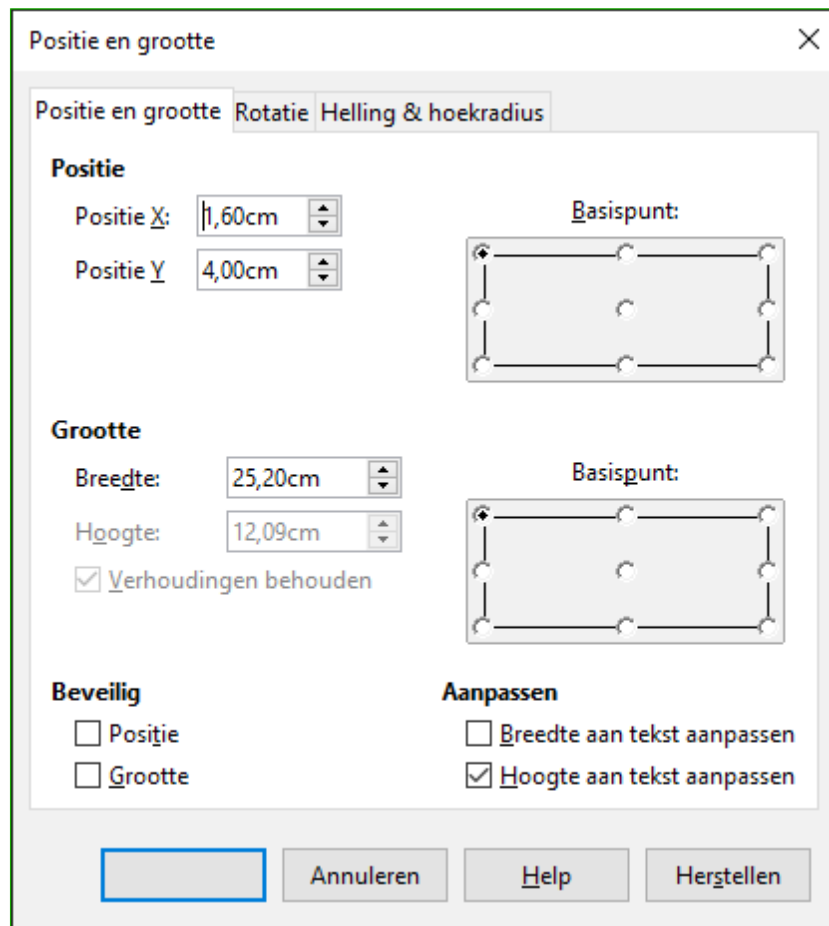 Positie en grootte
Positie en grootte Rotatie Helling & hoekradius
Positie
Positie X: 1,60cm
Basispunt:
Positie Y 4,00cm
Grootte
Breedte: 25,20cm
Basispunt:
Hoogte: 12,09cm
Verhoudingen behouden
Beveilig
Aanpassen
Positie
Breedte aan tekst aanpassen
Grootte
Hoogte aan tekst aanpassen
Annuleren
Help
Herstellen